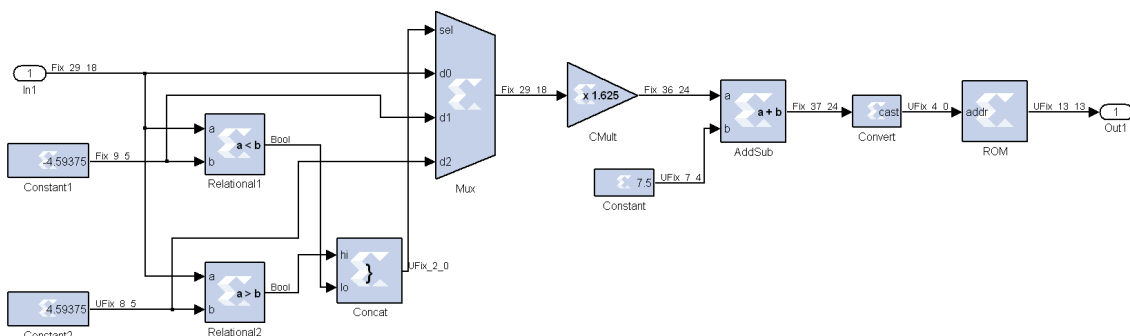 sel
1
Fix_29_18
In1
d0
Fix_29_18
x 1.625
Fix_36_24
a
a + b
Fix_37_24
cast
UFix_4_0
addr
UFix_13_13
1
Out1
d1
b
CMult
Convert
ROM
AddSub
a
a < b
Bool
-4.59375
Fix_9_5
b
d2
Constant1
Relational1
Mux
7.5
UFix_7_4
Constant
hi
UFix_2_0
a
a > b
Bool
lo
}
4.59375
UFix_8_5
b
Concat
Constant2
Relational2